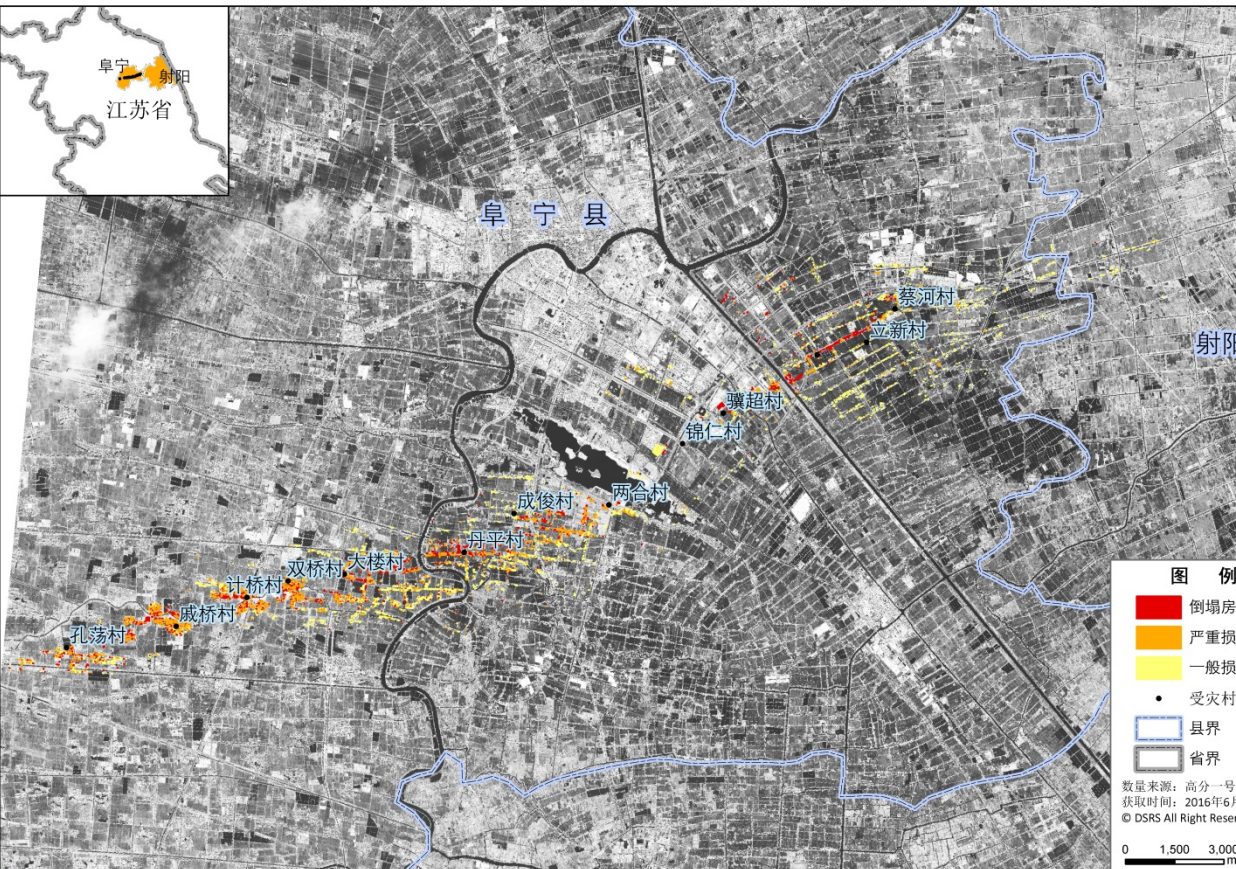 阜宁
射阳
江苏省
阜宁县
蔡河村
立新村
射阳
骥超村
锦仁村
两合村
成俊村
丹平村
大楼村
双桥村
计桥村
戚桥村
孔荡村
图 例
倒塌房
严重损
一般损
受灾村
县界
省界
数量来源：高分一号
获取时间：2016年6月
© DSRS All Right Reser
0 1,500 3,000
m